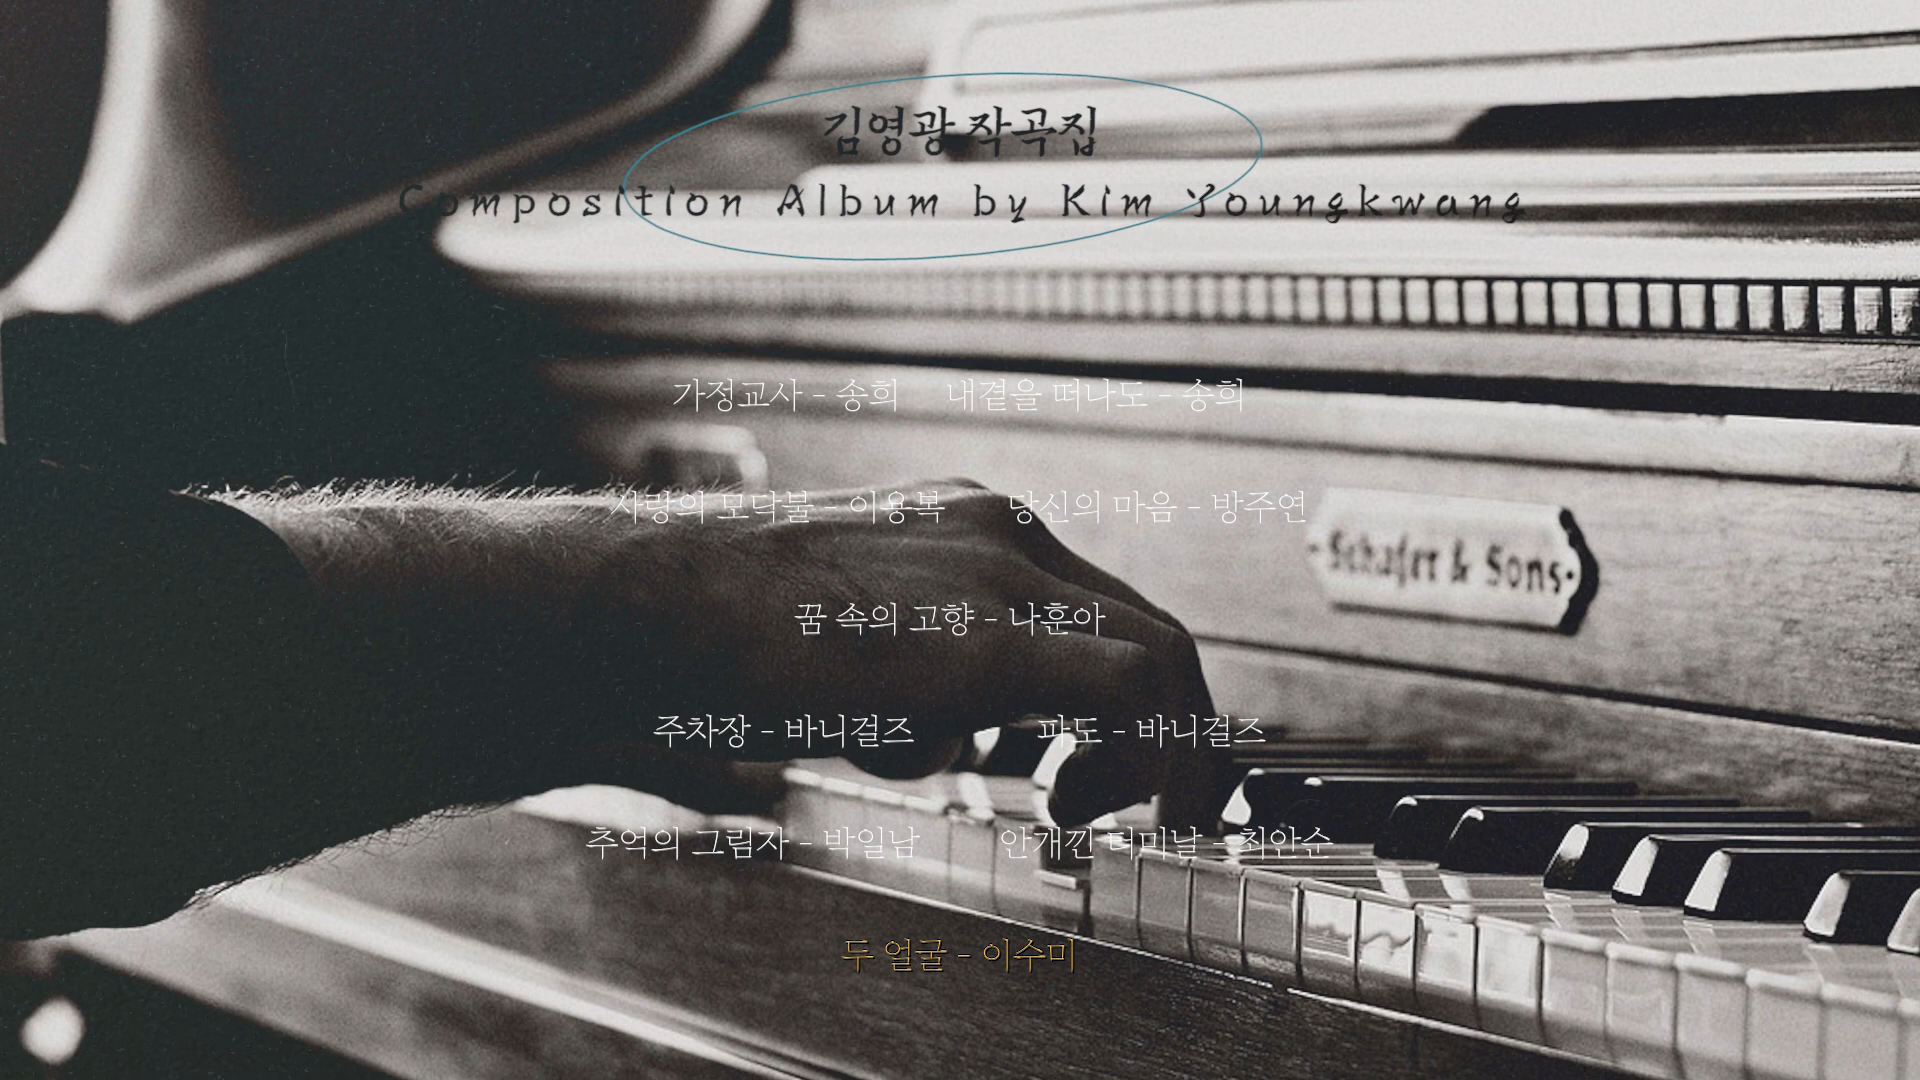 김영광 작곡집
Composition Album by Kim Youngkwang
가정교사 - 송희 내곁을 떠나도 - 송희
사랑의 모닥불 - 이용복 당신의 마음 - 방주연
Schafer & Sons
꿈 속의 고향 - 나훈아
주차장 - 바니걸즈 파도 - 바니걸즈
추억의 그림자 - 박일남 안개낀 터미날 - 최안순
두 얼굴 - 이수미